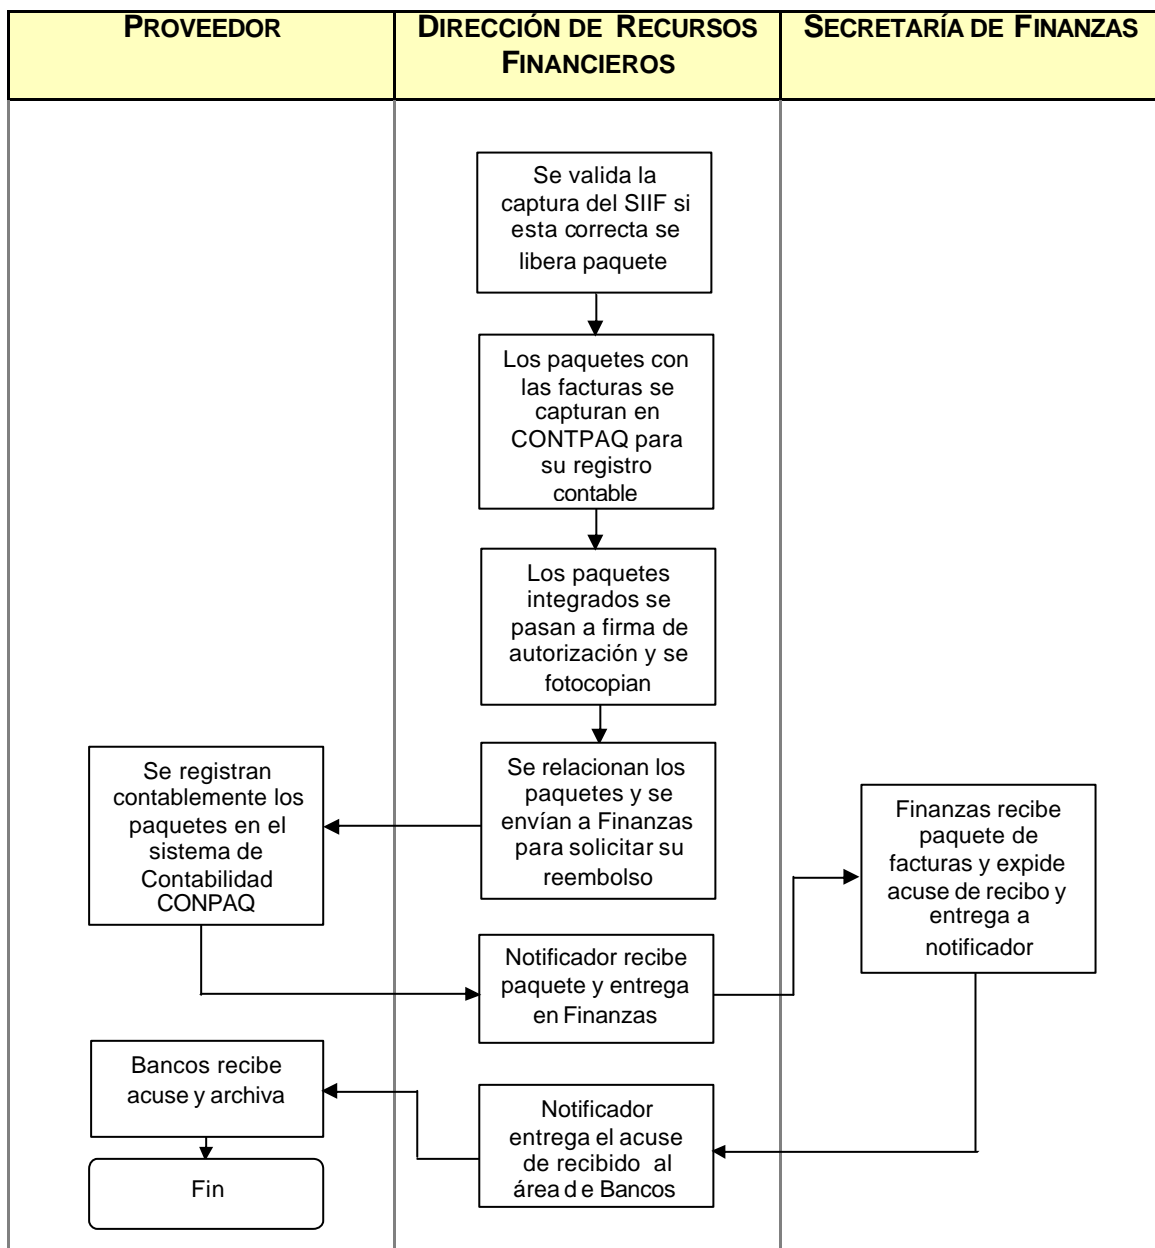 PROVEEDOR
DIRECCIÓN DE RECURSOS
FINANCIEROS
SECRETARÍA DE FINANZAS
Se valida la
captura del SIIF si
esta correcta se
libera paquete
Los paquetes con
las facturas se
capturan en
CONTPAQ para
su registro
contable
Los paquetes
integrados se
pasan a firma de
autorización y se
fotocopian
Se relacionan los
paquetes y se
envían a Finanzas
para solicitar su
reembolso
Se registran
contablemente los
paquetes en el
sistema de
Contabilidad
CONPAQ
Notificador recibe
paquete y entrega
en Finanzas
Finanzas recibe
paquete de
facturas y expide
acuse de recibo y
entrega a
notificador
Notificador
entrega el acuse
de recibido al
área d e Bancos
Bancos recibe
acuse y archiva
Fin